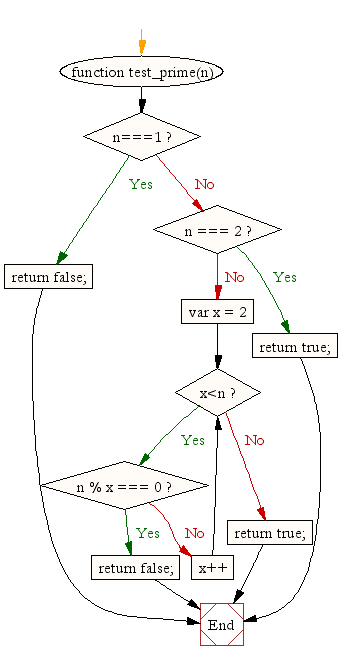 function test_prime(n)
n===1 ?
Yes
No
n === 2 ?
No
Yes
return false;
var x = 2
return true;
x<n ?
Yes
No
n % x === 0 ?
Yes
No
return true;
return false;
x++
End